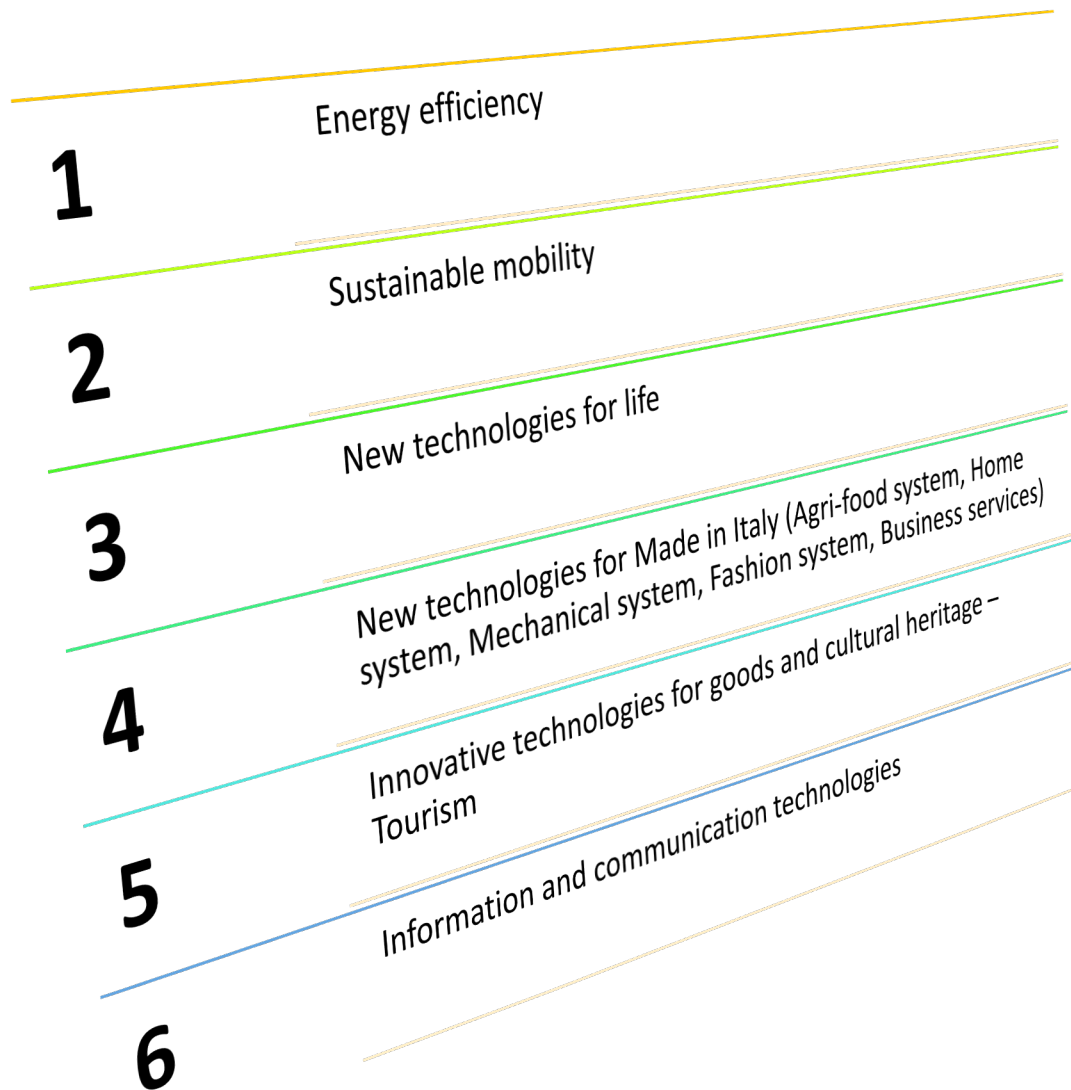 1
Energy efficiency
2
Sustainable mobility
3
New technologies for life
4
New technologies for Made in Italy (Agri-food system, Home
system, Mechanical system, Fashion system, Business services)
5
Innovative technologies for goods and cultural heritage –
Tourism
6
Information and communication technologies